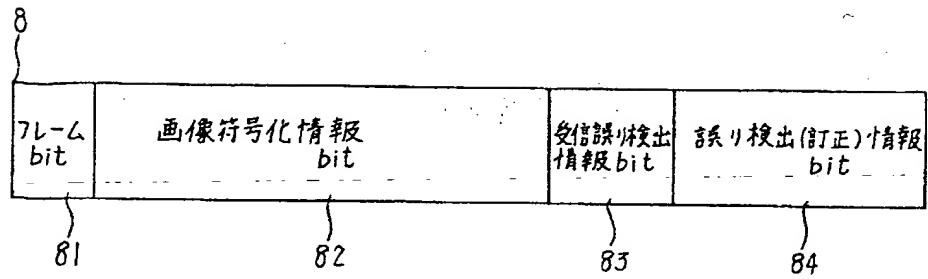 8
フレーム
bit
画像符号化情報
bit
受信誤り検出
情報bit
誤り検出(訂正)情報
bit
81
82
83
84